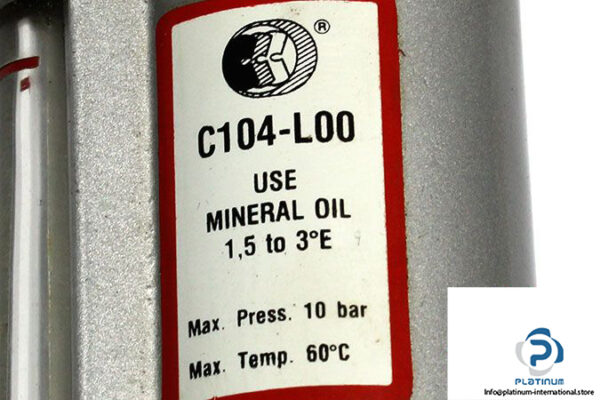 ®
C104-L00
USE
MINERAL OIL
1,5 to 3°E
Max. Press. 10 bar
Max. Temp. 60°C
PLATINUM
Info@platinum-international.store